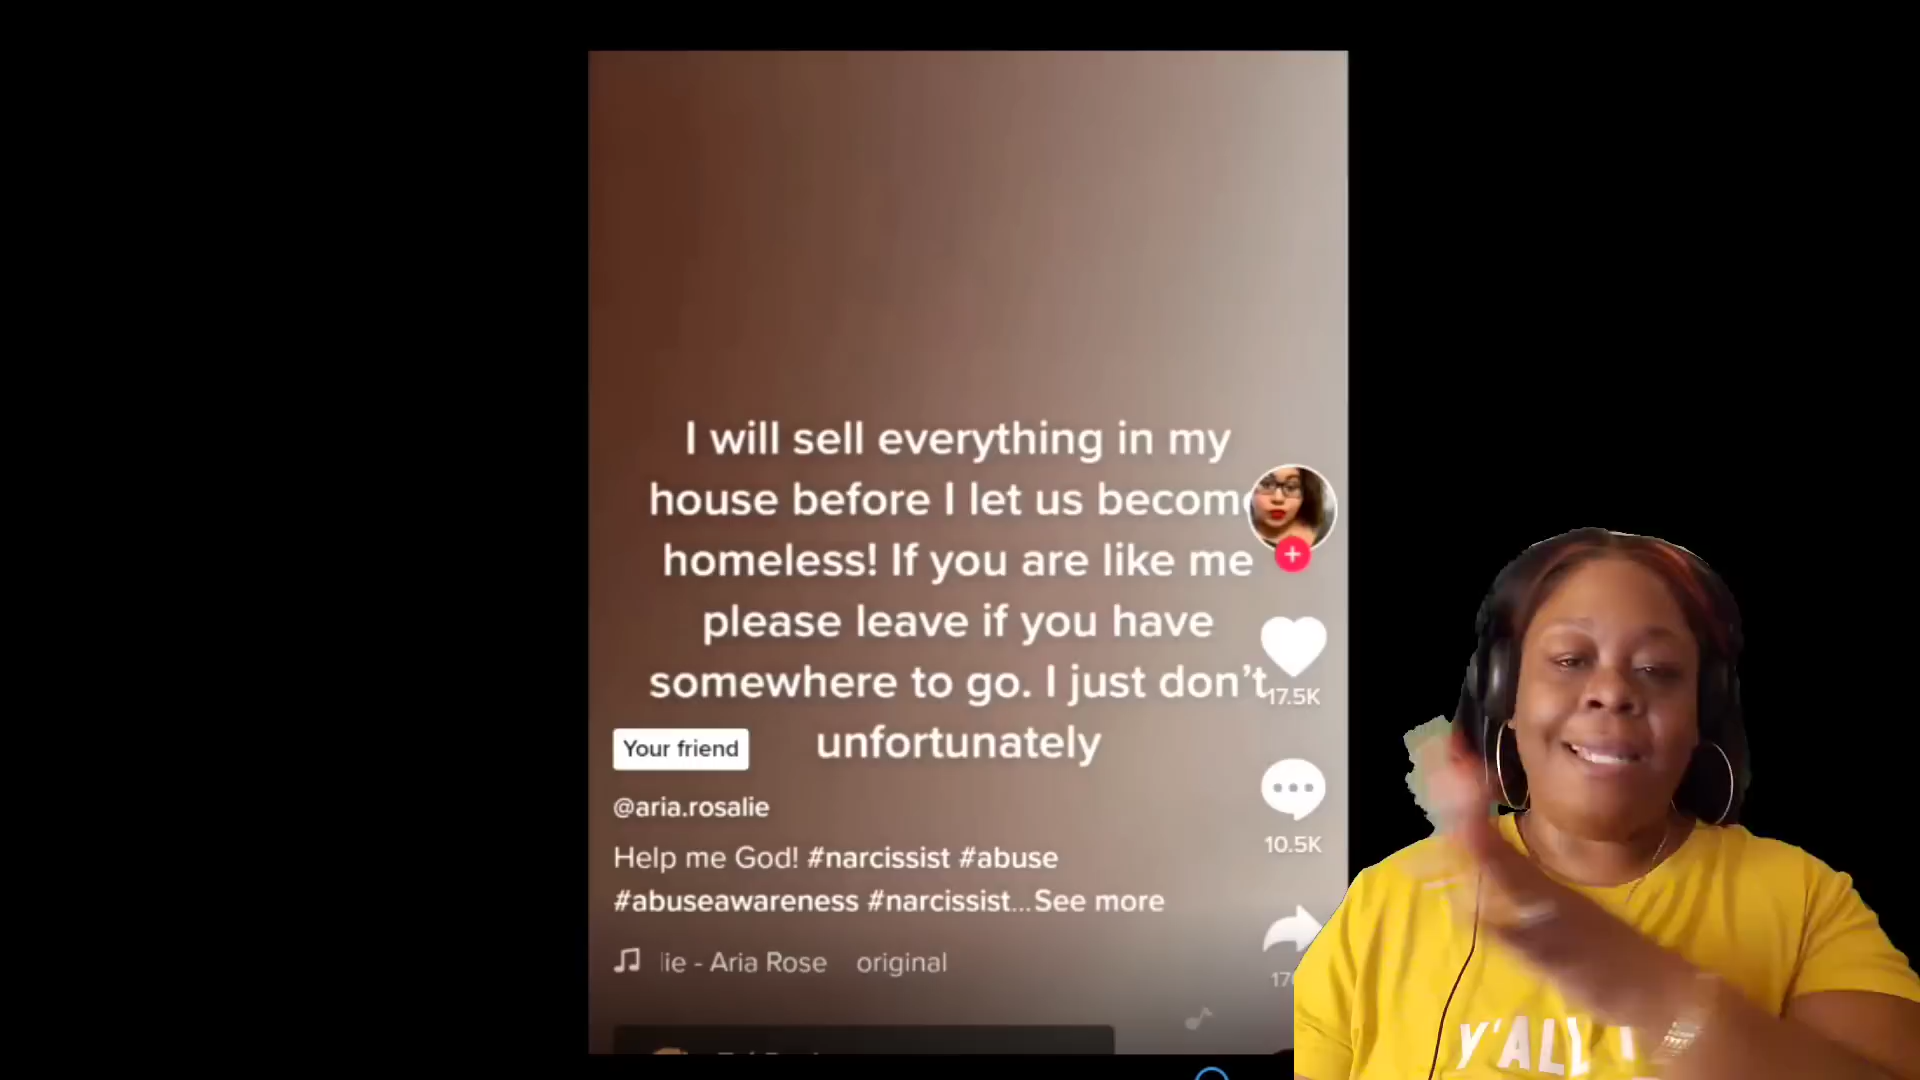 I will sell everything in my
house before I let us become
homeless! If you are like me
please leave if you have
somewhere to go. I just don't
unfortunately
17.5K
Your friend
@aria.rosalie
10.5K
Help me God! #narcissist #abuse
#abuseawareness #narcissist...See more
lie - Aria Rose original
Y'ALL